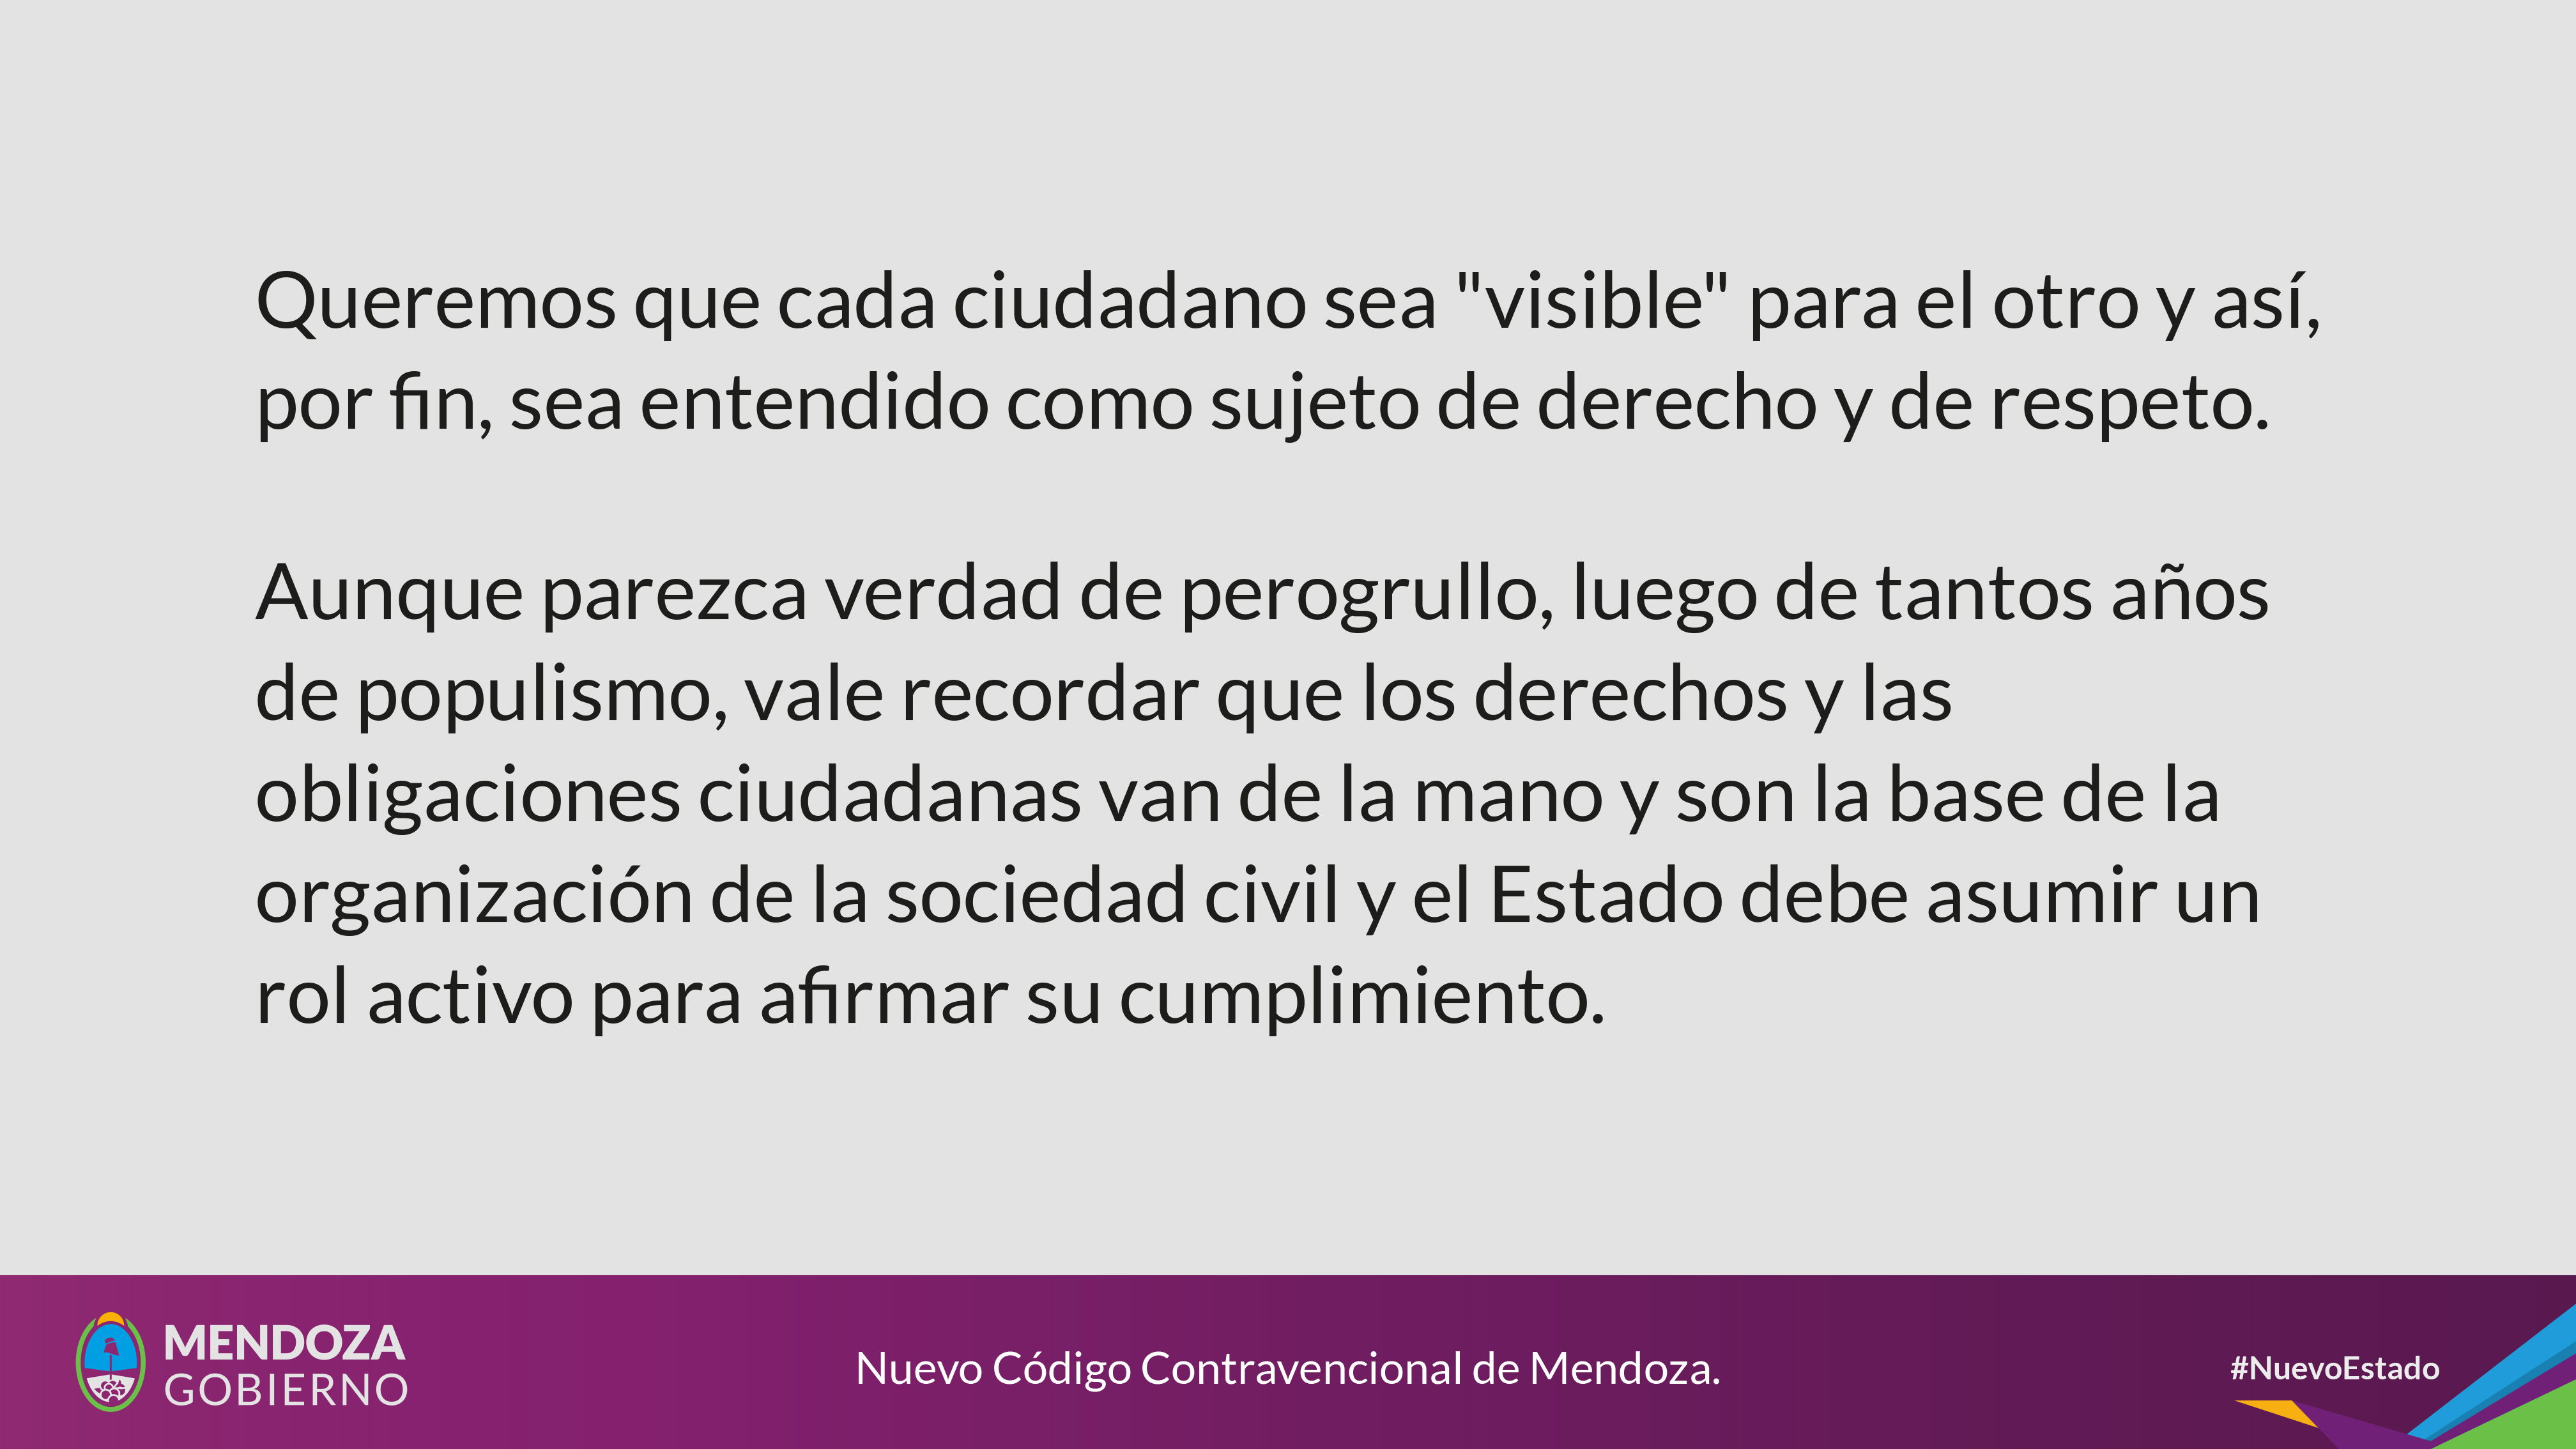 Queremos que cada ciudadano sea "visible" para el otro y así,
por fin, sea entendido como sujeto de derecho y de respeto.
Aunque parezca verdad de perogrullo, luego de tantos años
de populismo, vale recordar que los derechos y las
obligaciones ciudadanas van de la mano y son la base de la
organización de la sociedad civil y el Estado debe asumir un
rol activo para afirmar su cumplimiento.
MENDOZA
GOBIERNO
Nuevo Código Contravencional de Mendoza.
#NuevoEstado